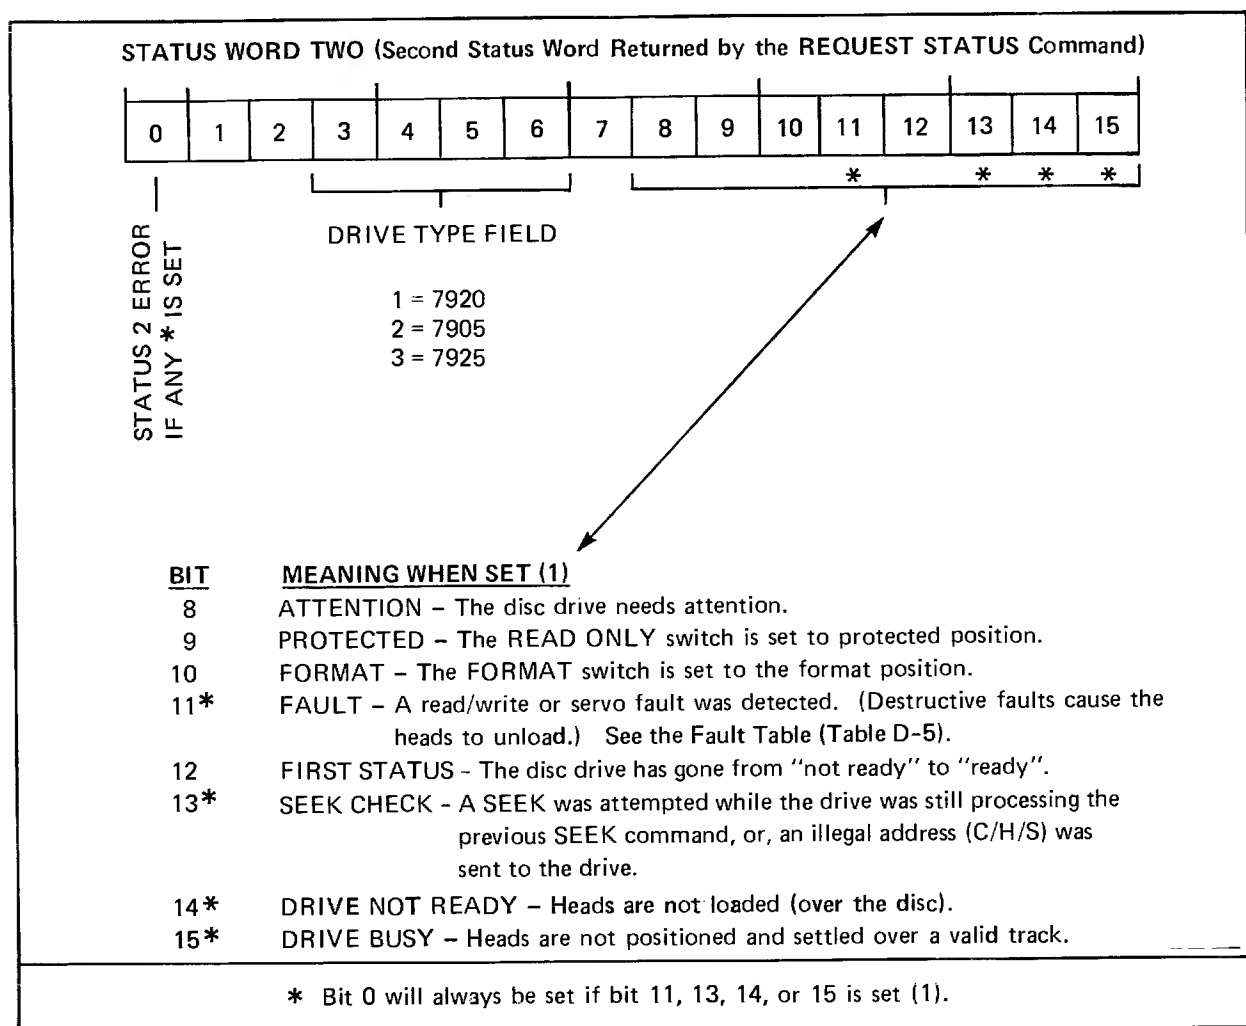 STATUS WORD TWO (Second Status Word Returned by the REQUEST STATUS Command)
0 1 2 3 4 5 6 7 8 9 10 11 12 13 14 15
* * * *
STATUS 2 ERROR
IF ANY * IS SET
DRIVE TYPE FIELD
1 = 7920
2 = 7905
3 = 7925
BIT MEANING WHEN SET (1)
8 ATTENTION – The disc drive needs attention.
9 PROTECTED – The READ ONLY switch is set to protected position.
10 FORMAT – The FORMAT switch is set to the format position.
11* FAULT – A read/write or servo fault was detected. (Destructive faults cause the
heads to unload.) See the Fault Table (Table D-5).
12 FIRST STATUS - The disc drive has gone from "not ready" to "ready".
13* SEEK CHECK - A SEEK was attempted while the drive was still processing the
previous SEEK command, or, an illegal address (C/H/S) was
sent to the drive.
14* DRIVE NOT READY – Heads are not loaded (over the disc).
15* DRIVE BUSY – Heads are not positioned and settled over a valid track.
* Bit 0 will always be set if bit 11, 13, 14, or 15 is set (1).